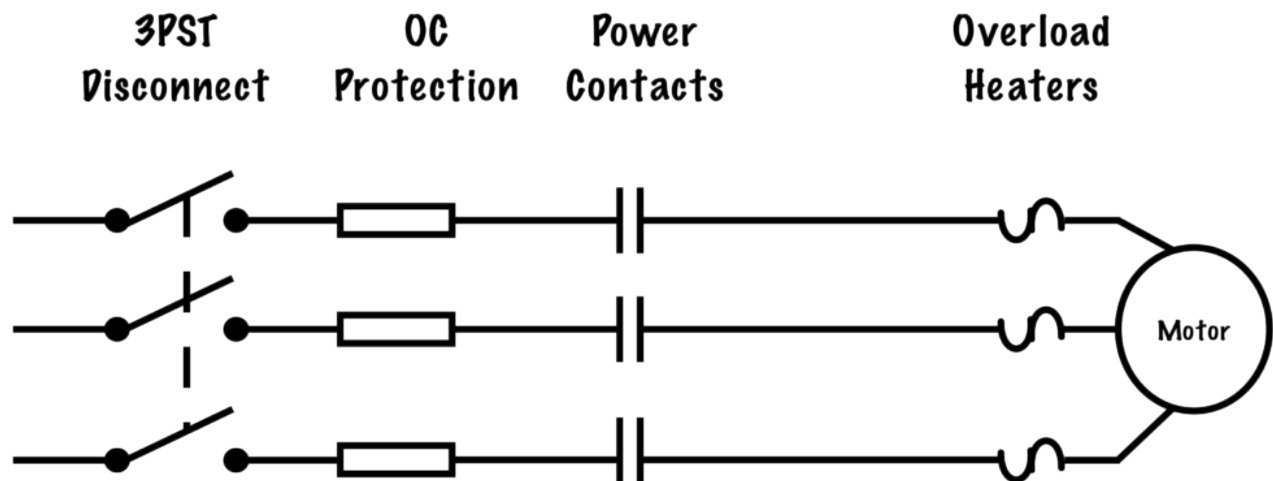 3PST
Disconnect
OC
Protection
Power
Contacts
Overload
Heaters
Motor